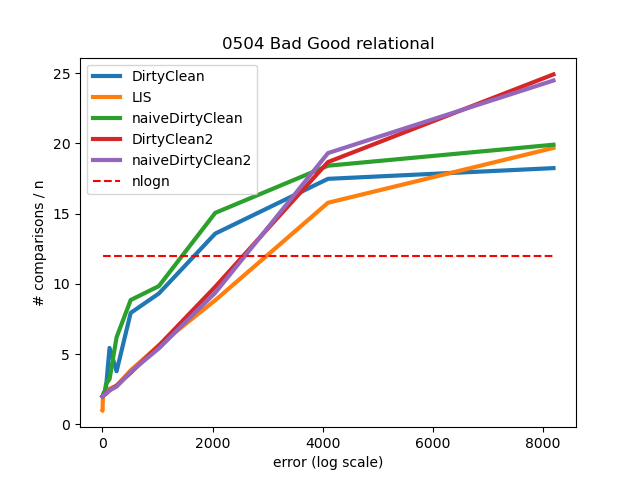 0504 Bad Good relational
DirtyClean
LIS
naiveDirtyClean
DirtyClean2
naiveDirtyClean2
nlogn
# comparisons / n
25
20
15
10
5
0
0 2000 4000 6000 8000
error (log scale)